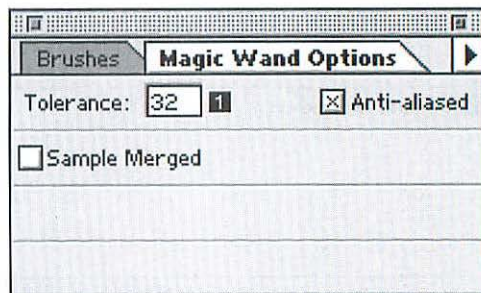 Brushes Magic Wand Options
Tolerance: 32 1 Anti-aliased
Sample Merged